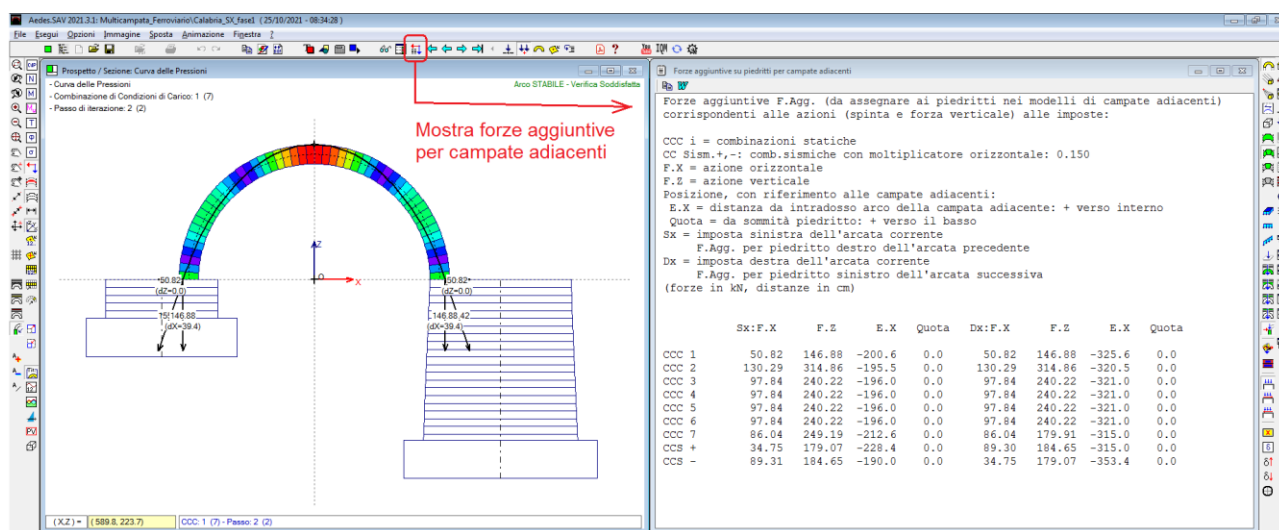 Aedes.SAV 2021.3.1: Multicampata_Ferroviario\Calabria_SX_fase1 ( 25/10/2021 - 08:34:28 )
File Esegui Opzioni Immagine Sposta Animazione Finestra ?
Prospetto / Sezione: Curva delle Pressioni
- Curva delle Pressioni
- Combinazione di Condizioni di Carico: 1 (7)
- Passo di iterazione: 2 (2)
Arco STABILE - Verifica Soddisfatta
Mostra forze aggiuntive
per campate adiacenti
Z
O
X
50.82
(dZ=0.0)
146.88
(dX=39.4)
50.82
(dZ=0.0)
146.88
(dX=39.4)
(X,Z) =
( 589.8, 223.7)
CCC: 1 (7) - Passo: 2 (2)
Forze aggiuntive su piedritti per campate adiacenti
Forze aggiuntive F.Agg. (da assegnare ai piedritti nei modelli di campate adiacenti)
corrispondenti alle azioni (spinta e forza verticale) alle imposte:
CCC i = combinazioni statiche
CC Sism.+,-: comb.sismiche con moltiplicatore orizzontale: 0.150
F.X = azione orizzontale
F.Z = azione verticale
Posizione, con riferimento alle campate adiacenti:
E.X = distanza da intradosso arco della campata adiacente: + verso interno
Quota = da sommità piedritto: + verso il basso
Sx = imposta sinistra dell'arcata corrente
F.Agg. per piedritto destro dell'arcata precedente
Dx = imposta destra dell'arcata corrente
F.Agg. per piedritto sinistro dell'arcata successiva
(forze in kN, distanze in cm)
Sx:F.X F.Z E.X Quota Dx:F.X F.Z E.X Quota
CCC 1 50.82 146.88 -200.6 0.0 50.82 146.88 -325.6 0.0
CCC 2 130.29 314.86 -195.5 0.0 130.29 314.86 -320.5 0.0
CCC 3 97.84 240.22 -196.0 0.0 97.84 240.22 -321.0 0.0
CCC 4 97.84 240.22 -196.0 0.0 97.84 240.22 -321.0 0.0
CCC 5 97.84 240.22 -196.0 0.0 97.84 240.22 -321.0 0.0
CCC 6 97.84 240.22 -196.0 0.0 97.84 240.22 -321.0 0.0
CCC 7 86.04 249.19 -212.6 0.0 86.04 179.91 -315.0 0.0
CCS + 34.75 179.07 -228.4 0.0 89.30 184.65 -315.0 0.0
CCS - 89.31 184.65 -190.0 0.0 34.75 179.07 -353.4 0.0